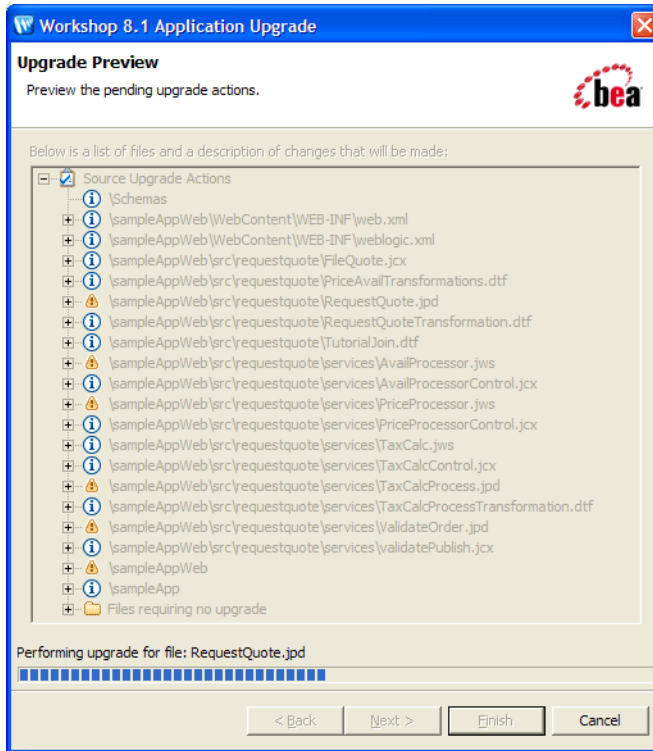 Workshop 8.1 Application Upgrade
Upgrade Preview
Preview the pending upgrade actions.
bea
Below is a list of files and a description of changes that will be made:
Source Upgrade Actions
\Schemas
\sampleAppWeb\WebContent\WEB-INF\web.xml
\sampleAppWeb\WebContent\WEB-INF\weblogic.xml
\sampleAppWeb\src\requestquote\FileQuote.jcx
\sampleAppWeb\src\requestquote\PriceAvailTransformations.dtf
\sampleAppWeb\src\requestquote\RequestQuote.jpd
\sampleAppWeb\src\requestquote\RequestQuoteTransformation.dtf
\sampleAppWeb\src\requestquote\TutorialJoin.dtf
\sampleAppWeb\src\requestquote\services\AvailProcessor.jws
\sampleAppWeb\src\requestquote\services\AvailProcessorControl.jcx
\sampleAppWeb\src\requestquote\services\PriceProcessor.jws
\sampleAppWeb\src\requestquote\services\PriceProcessorControl.jcx
\sampleAppWeb\src\requestquote\services\TaxCalc.jws
\sampleAppWeb\src\requestquote\services\TaxCalcControl.jcx
\sampleAppWeb\src\requestquote\services\TaxCalcProcess.jpd
\sampleAppWeb\src\requestquote\services\TaxCalcProcessTransformation.dtf
\sampleAppWeb\src\requestquote\services\ValidateOrder.jpd
\sampleAppWeb\src\requestquote\services\validatePublish.jcx
\sampleAppWeb
\sampleApp
Files requiring no upgrade
Performing upgrade for file: RequestQuote.jpd
< Back Next > Finish Cancel